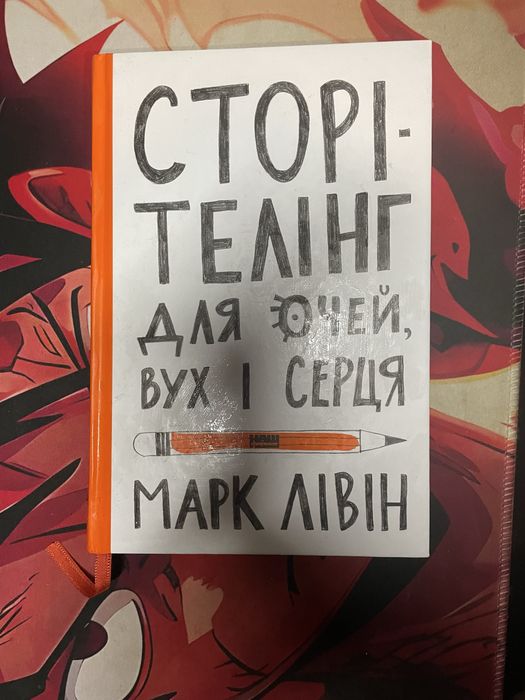 СТОРІ-
ТЕЛІНГ
ДЛЯ ОЧЕЙ,
ВУХ І СЕРЦЯ
МАРК ЛІВІН